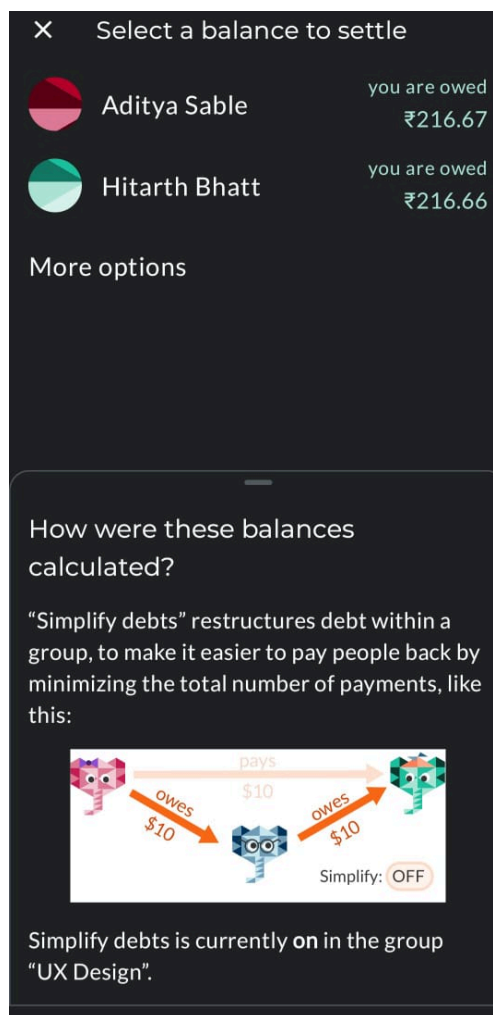 × Select a balance to settle
Aditya Sable
you are owed
₹216.67
Hitarth Bhatt
you are owed
₹216.66
More options
How were these balances
calculated?
“Simplify debts” restructures debt within a
group, to make it easier to pay people back by
minimizing the total number of payments, like
this:
pays
$10
owes
$10
owes
$10
Simplify: OFF
Simplify debts is currently on in the group
“UX Design”.